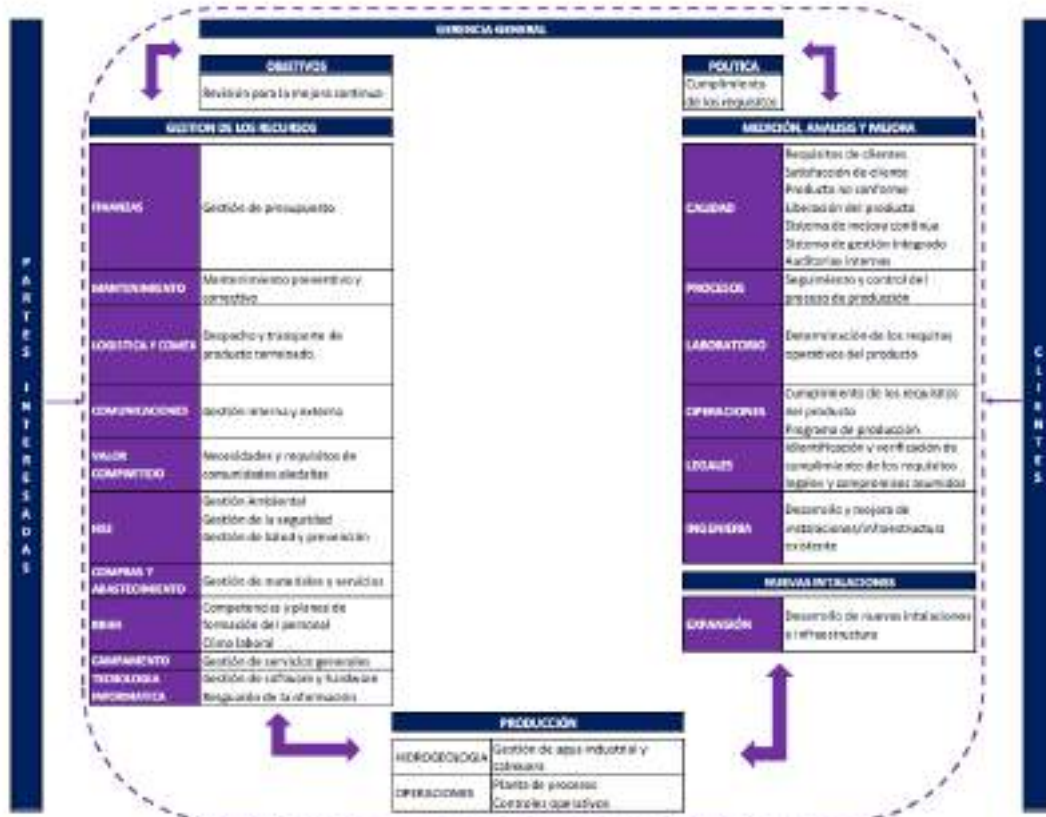 GERENCIA GENERAL
OBJETIVOS
Revisión para la mejora continua
POLITICA
Cumplimiento
de los requisitos
GESTION DE LOS RECURSOS
FINANZAS
Gestión de presupuesto
MANTENIMIENTO
Mantenimiento preventivo y
correctivo
LOGISTICA Y COMEX
Despacho y transporte de
producto terminado.
COMUNICACIONES
Gestión interna y externa
VALOR
COMPARTIDO
Necesidades y requisitos de
comunidades aledañas
Gestión Ambiental
Gestión de la seguridad
Gestión de Salud y prevención
COMPRAS Y
ABASTECIMIENTO
Gestión de materiales y servicios
RRHH
Competencias y planes de
formación del personal
Clima laboral
CAMPAMENTO
Gestión de servicios generales
TECNOLOGIA
INFORMATICA
Gestión de software y hardware
Resguardo de la
MEDICIÓN, ANALISIS Y MEJORA
CALIDAD
Requisitos de clientes
Satisfacción de cliente
Producto no conforme
Liberación del producto
Sistema de mejora continua
Sistema de gestión integrado
Auditorias internas
PROCESOS
Seguimiento y control del
proceso de producción
LABORATORIO
Determinación de los requitos
operativos del producto
OPERACIONES
Cumplimiento de los requisitos
del producto
Programa de producción
LEGALES
Identificación y verificación de
cumplimiento de los requisitos
legales y compromisos asumidos
INGENIERIA
Desarrollo y mejora de
instalaciones/infraestructura
existente
NUEVAS INTALACIONES
EXPANSIÓN
Desarrollo de nuevas intalaciones
e infraestructura
PRODUCCIÓN
HIDROGEOLOGIA
Gestión de agua industrial y
salmuera
OPERACIONES
Planta de procesos
Controles operativos
PARTES INTERESADAS
CLIENTES